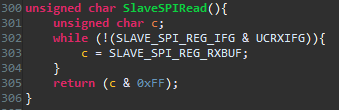 300 unsigned char SlaveSPIRead(){
301     unsigned char c;
302     while (!(SLAVE_SPI_REG_IFG & UCRXIFG)){
303         c = SLAVE_SPI_REG_RXBUF;
304     }
305     return (c & 0xFF);
306 }